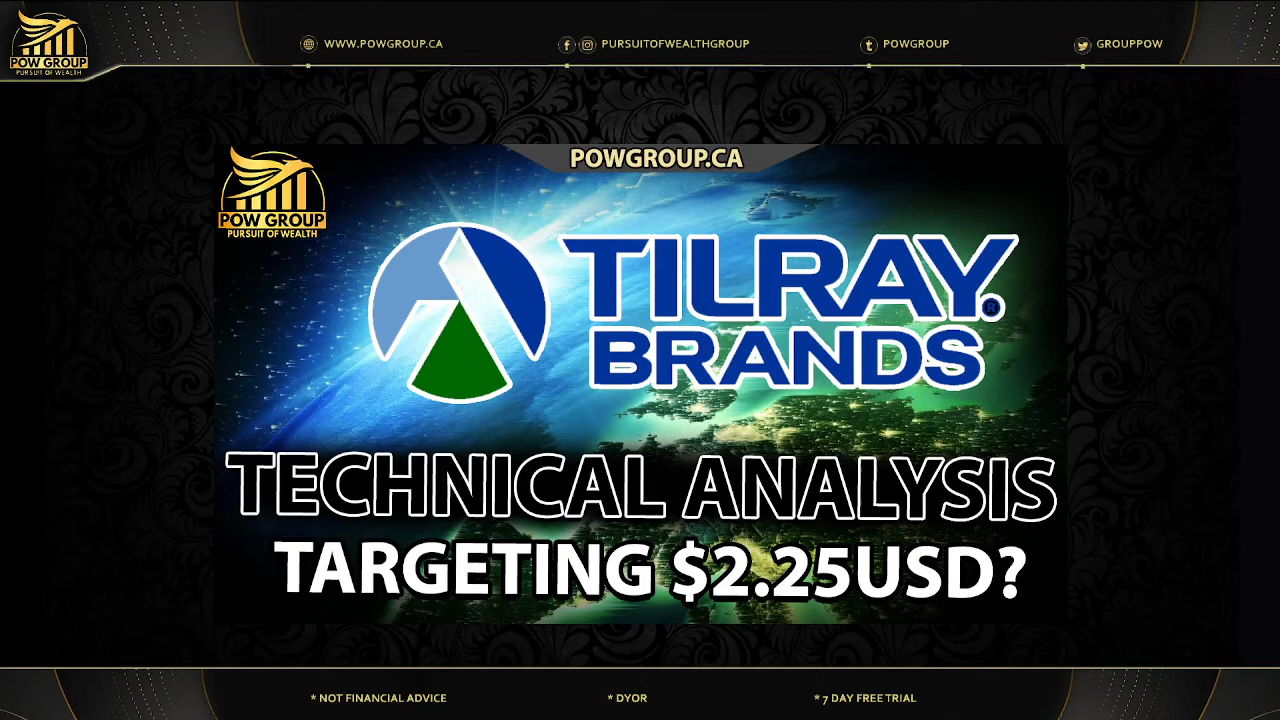 POW GROUP
PURSUIT OF WEALTH
WWW.POWGROUP.CA
PURSUITOFWEALTHGROUP
POWGROUP
GROUPPOW
POWGROUP.CA
POW GROUP
PURSUIT OF WEALTH
TILRAY®
BRANDS
TECHNICAL ANALYSIS
TARGETING $2.25USD?
* NOT FINANCIAL ADVICE
* DYOR
* 7 DAY FREE TRIAL